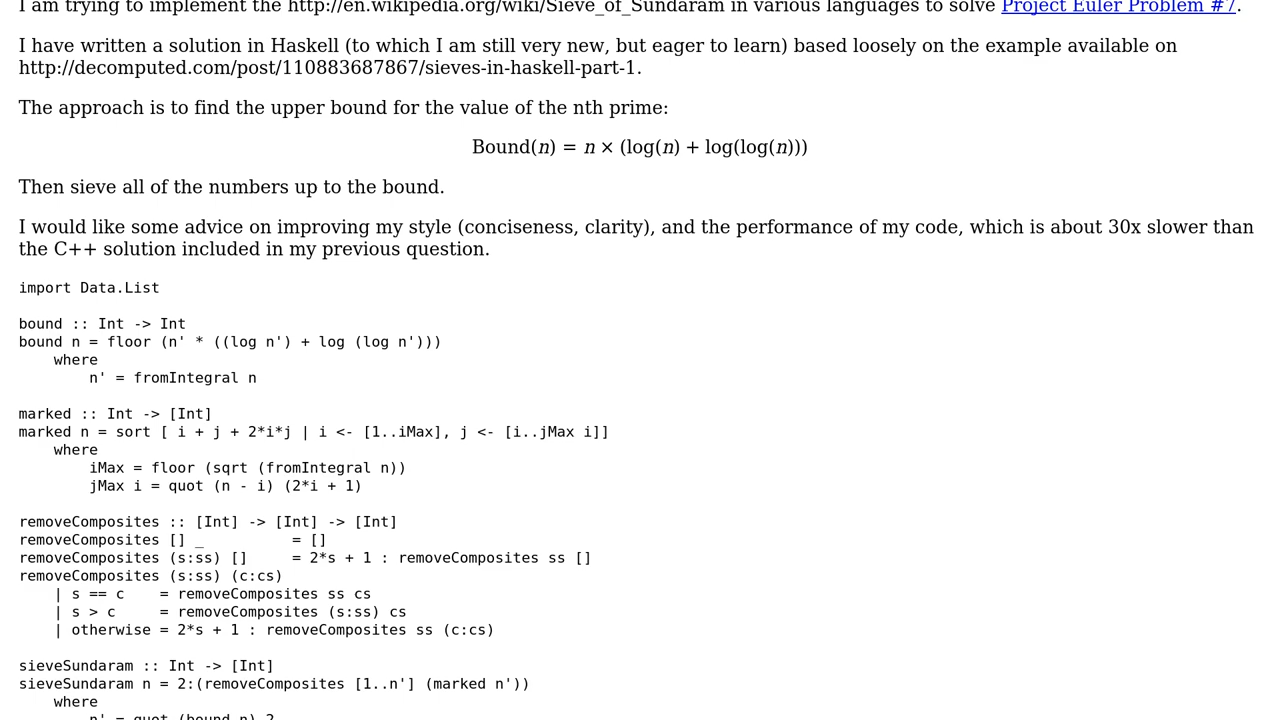 I am trying to implement the http://en.wikipedia.org/wiki/Sieve_of_Sundaram in various languages to solve Project Euler Problem #7.
I have written a solution in Haskell (to which I am still very new, but eager to learn) based loosely on the example available on
http://decomputed.com/post/110883687867/sieves-in-haskell-part-1.
The approach is to find the upper bound for the value of the nth prime:
Bound(n) = n × (log(n) + log(log(n)))
Then sieve all of the numbers up to the bound.
I would like some advice on improving my style (conciseness, clarity), and the performance of my code, which is about 30x slower than
the C++ solution included in my previous question.
import Data.List
bound :: Int -> Int
bound n = floor (n' * ((log n') + log (log n')))
    where
        n' = fromIntegral n
marked :: Int -> [Int]
marked n = sort [ i + j + 2*i*j | i <- [1..iMax], j <- [i..jMax i]]
    where
        iMax = floor (sqrt (fromIntegral n))
        jMax i = quot (n - i) (2*i + 1)
removeComposites :: [Int] -> [Int] -> [Int]
removeComposites [] _          = []
removeComposites (s:ss) []     = 2*s + 1 : removeComposites ss []
removeComposites (s:ss) (c:cs)
    | s == c    = removeComposites ss cs
    | s > c     = removeComposites (s:ss) cs
    | otherwise = 2*s + 1 : removeComposites ss (c:cs)
sieveSundaram :: Int -> [Int]
sieveSundaram n = 2:(removeComposites [1..n'] (marked n'))
    where
        n' = quot (bound n) 2